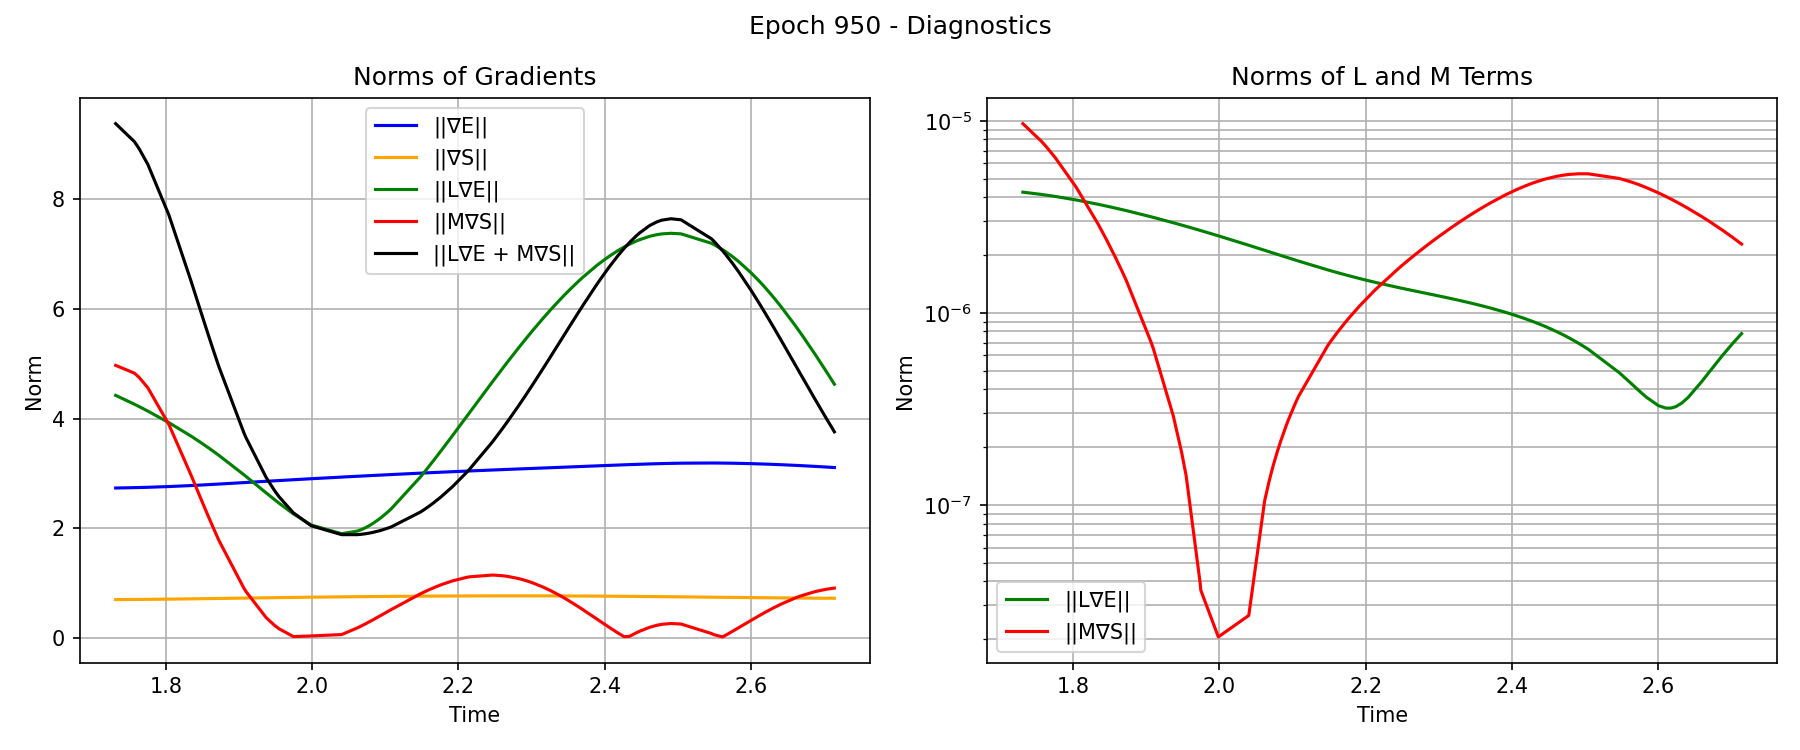 Epoch 950 - Diagnostics
Norms of Gradients
||∇E||
||∇S||
||L∇E||
||M∇S||
||L∇E + M∇S||
Norm
8
6
4
2
0
1.8 2.0 2.2 2.4 2.6
Time
Norms of L and M Terms
10⁻⁵
10⁻⁶
10⁻⁷
Norm
||L∇E||
||M∇S||
1.8 2.0 2.2 2.4 2.6
Time